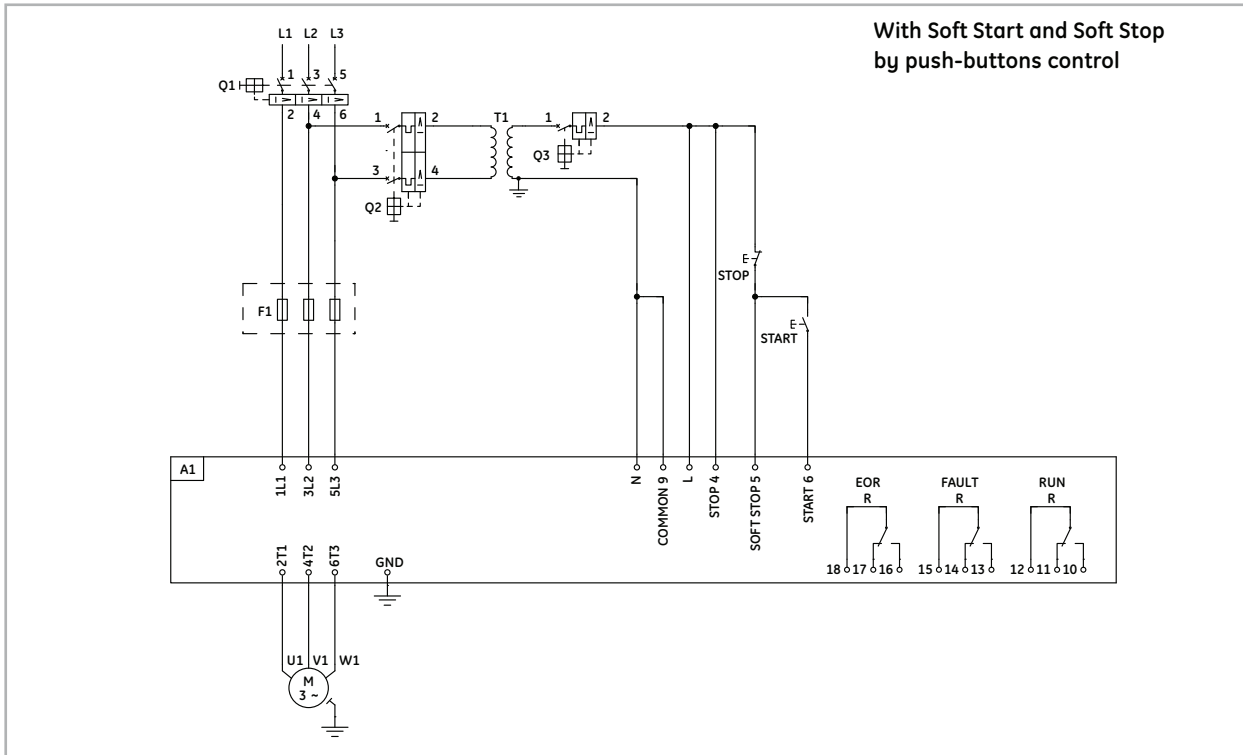 With Soft Start and Soft Stop
by push-buttons control
L1 L2 L3
Q1 1 3 5
2 4 6
1 2 T1 1 2
Q3
3 4
Q2
STOP
F1
START
A1
1L1 3L2 5L3 N COMMON 9 L STOP 4 SOFT STOP 5 START 6
EOR FAULT RUN
R R R
2T1 4T2 6T3 GND
18 17 16 15 14 13 12 11 10
U1 V1 W1
M
3 ~